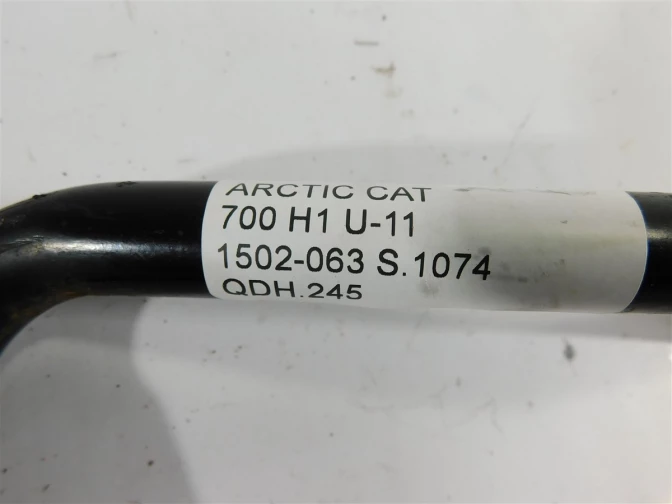 ARCTIC CAT
700 H1 U-11
1502-063 S.1074
QDH.245